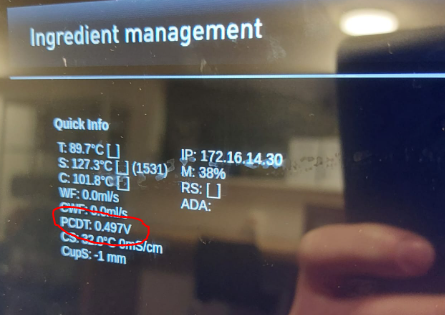 Ingredient management
Quick Info
T: 89.7°C [ ]
S: 127.3°C [ ] (1531)
C: 101.8°C [ ]
WF: 0.0ml/s
CWF: 0.0ml/s
PCDT: 0.497V
CS: 32.0°C 0mS/cm
CupS: -1 mm
IP: 172.16.14.30
M: 38%
RS: [ ]
ADA: